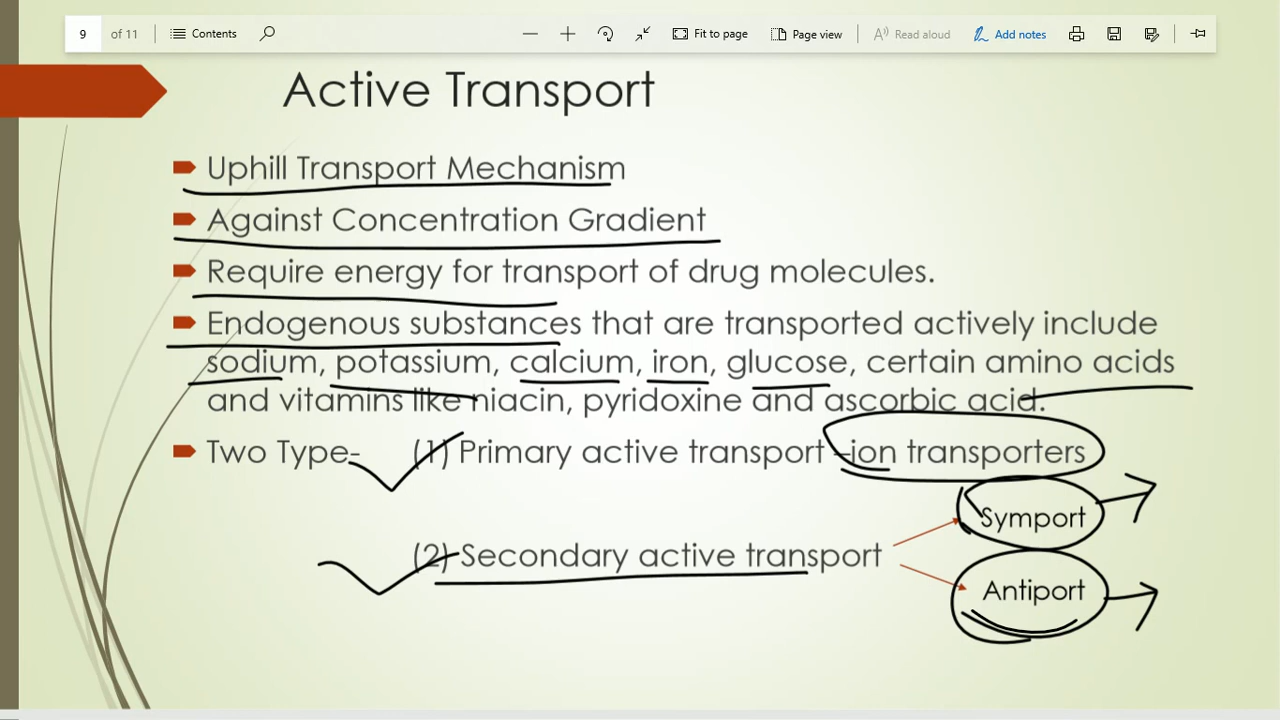 9 of 11 Contents Fit to page Page view Read aloud Add notes
Active Transport
Uphill Transport Mechanism
Against Concentration Gradient
Require energy for transport of drug molecules.
Endogenous substances that are transported actively include
sodium, potassium, calcium, iron, glucose, certain amino acids
and vitamins like niacin, pyridoxine and ascorbic acid.
Two Type- (1) Primary active transport –ion transporters
Symport
(2) Secondary active transport
Antiport